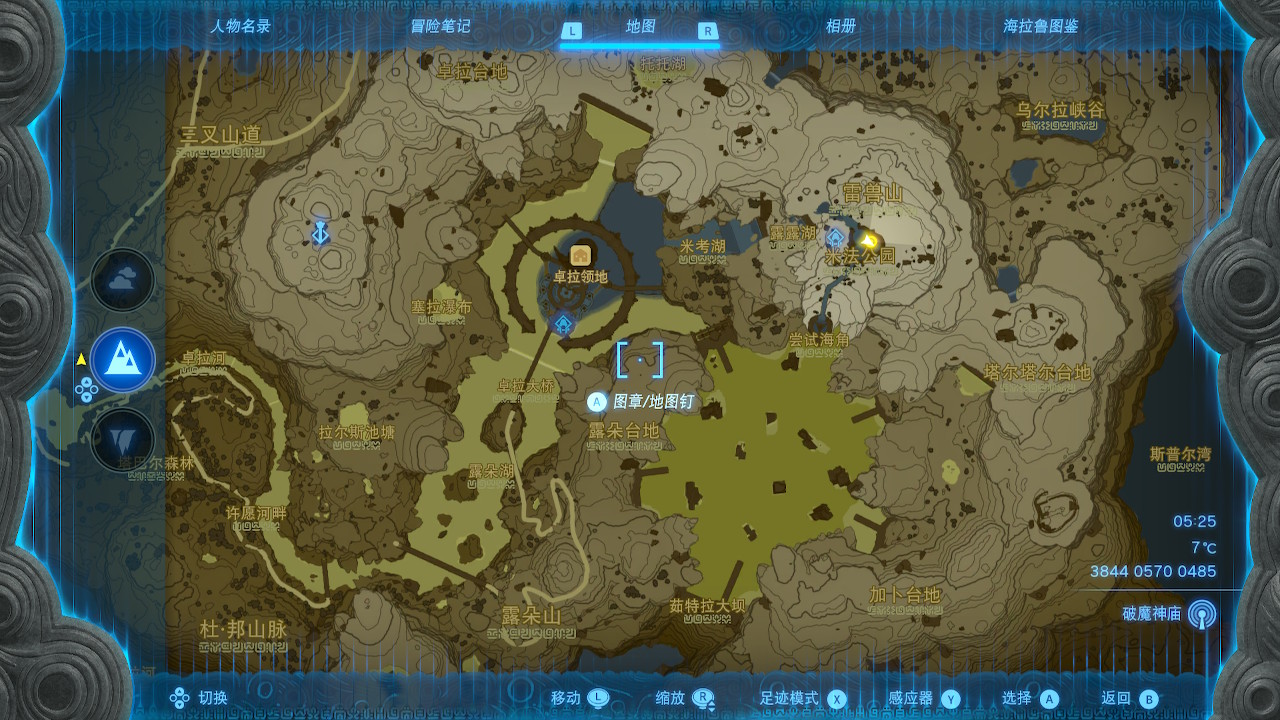 人物名录
冒险笔记
L
地图
R
相册
海拉鲁图鉴
卓拉台地
托托湖
乌尔拉峡谷
三叉山道
雷兽山
露露湖
米考湖
米法公园
卓拉领地
塞拉瀑布
尝试海角
卓拉河
塔尔塔尔台地
卓拉大桥
A 图章/地图钉
露朵台地
拉尔斯池塘
斯普尔湾
塔巴尔森林
露朵湖
许愿河畔
05:25
7℃
3844 0570 0485
加卜台地
茹特拉大坝
露朵山
破魔神庙
杜·邦山脉
切换
移动 L
缩放 R
足迹模式 X
感应器 Y
选择 A
返回 B